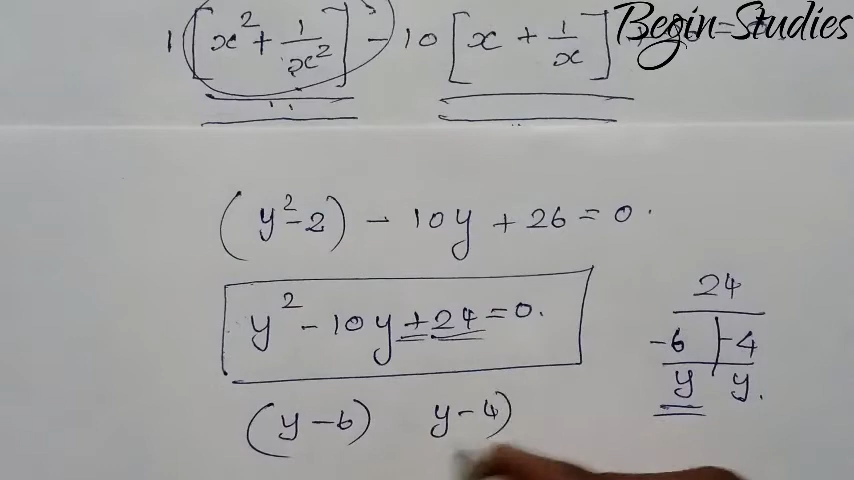 Begin Studies
1[x² + 1/x²] - 10[x + 1/x]
(y² - 2) - 10y + 26 = 0.
y² - 10y + 24 = 0.
24
-6 | -4
y | y.
(y - 6) y - 4)